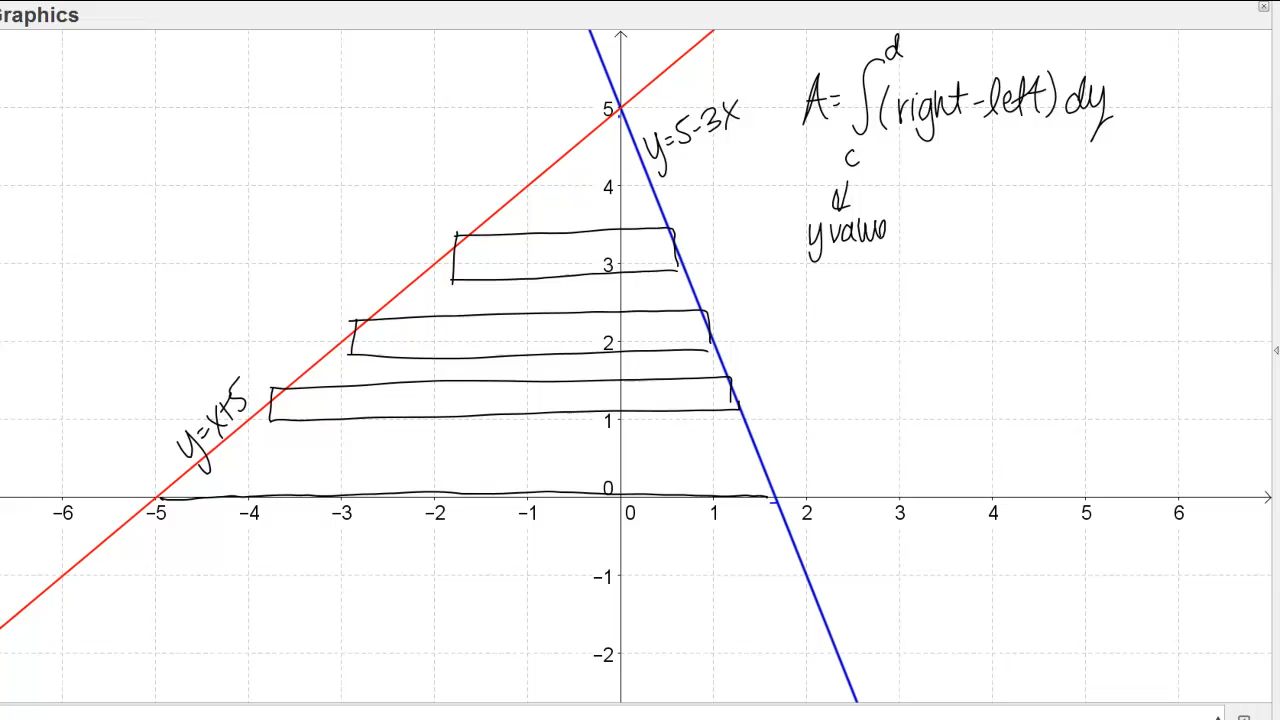 Graphics
d
A = ∫ (right - left) dy
c
y value
y=5-3x
y=x+5
5
4
3
2
1
0
-6 -5 -4 -3 -2 -1 0 1 2 3 4 5 6
-1
-2